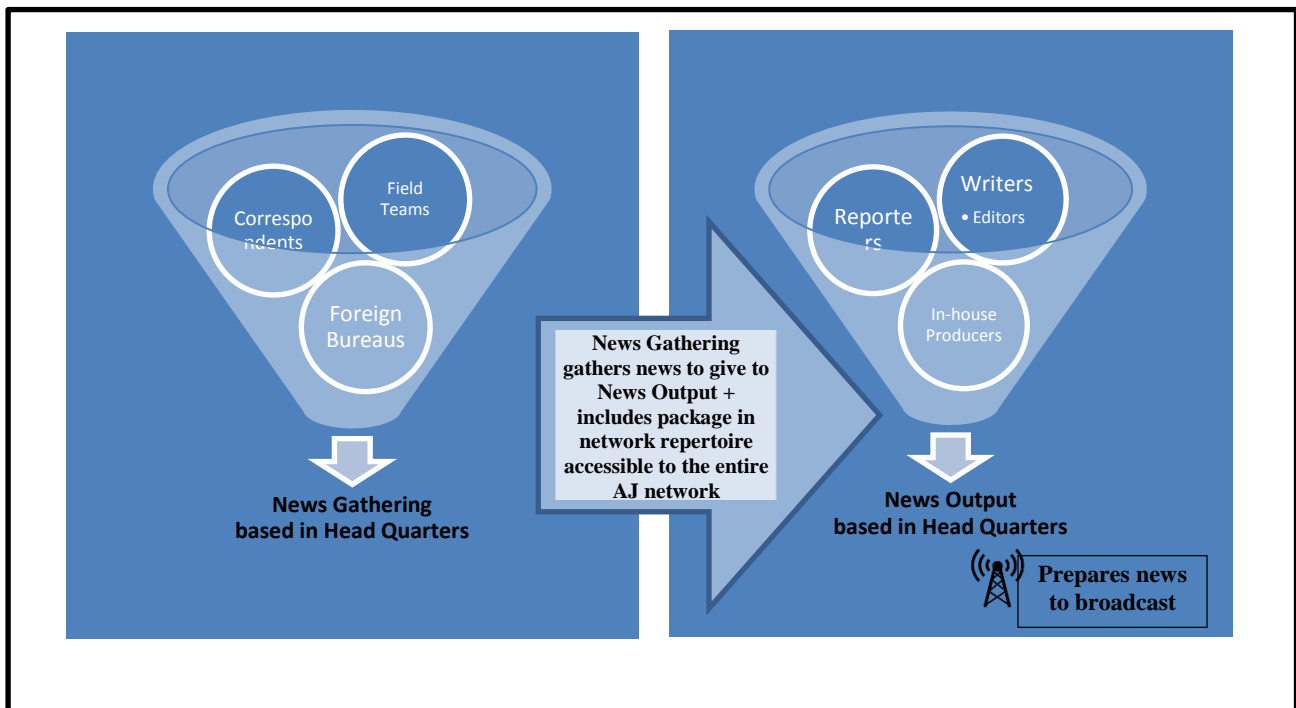 Correspo
ndents
Field
Teams
Foreign
Bureaus
News Gathering
based in Head Quarters
News Gathering
gathers news to give to
News Output +
includes package in
network repertoire
accessible to the entire
AJ network
Reporte
rs
Writers
• Editors
In-house
Producers
News Output
based in Head Quarters
Prepares news
to broadcast